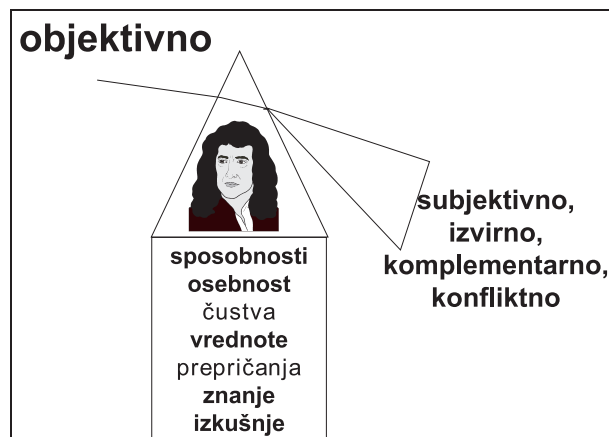 objektivno
sposobnosti
osebnost
čustva
vrednote
prepričanja
znanje
izkušnje
subjektivno,
izvirno,
komplementarno,
konfliktno